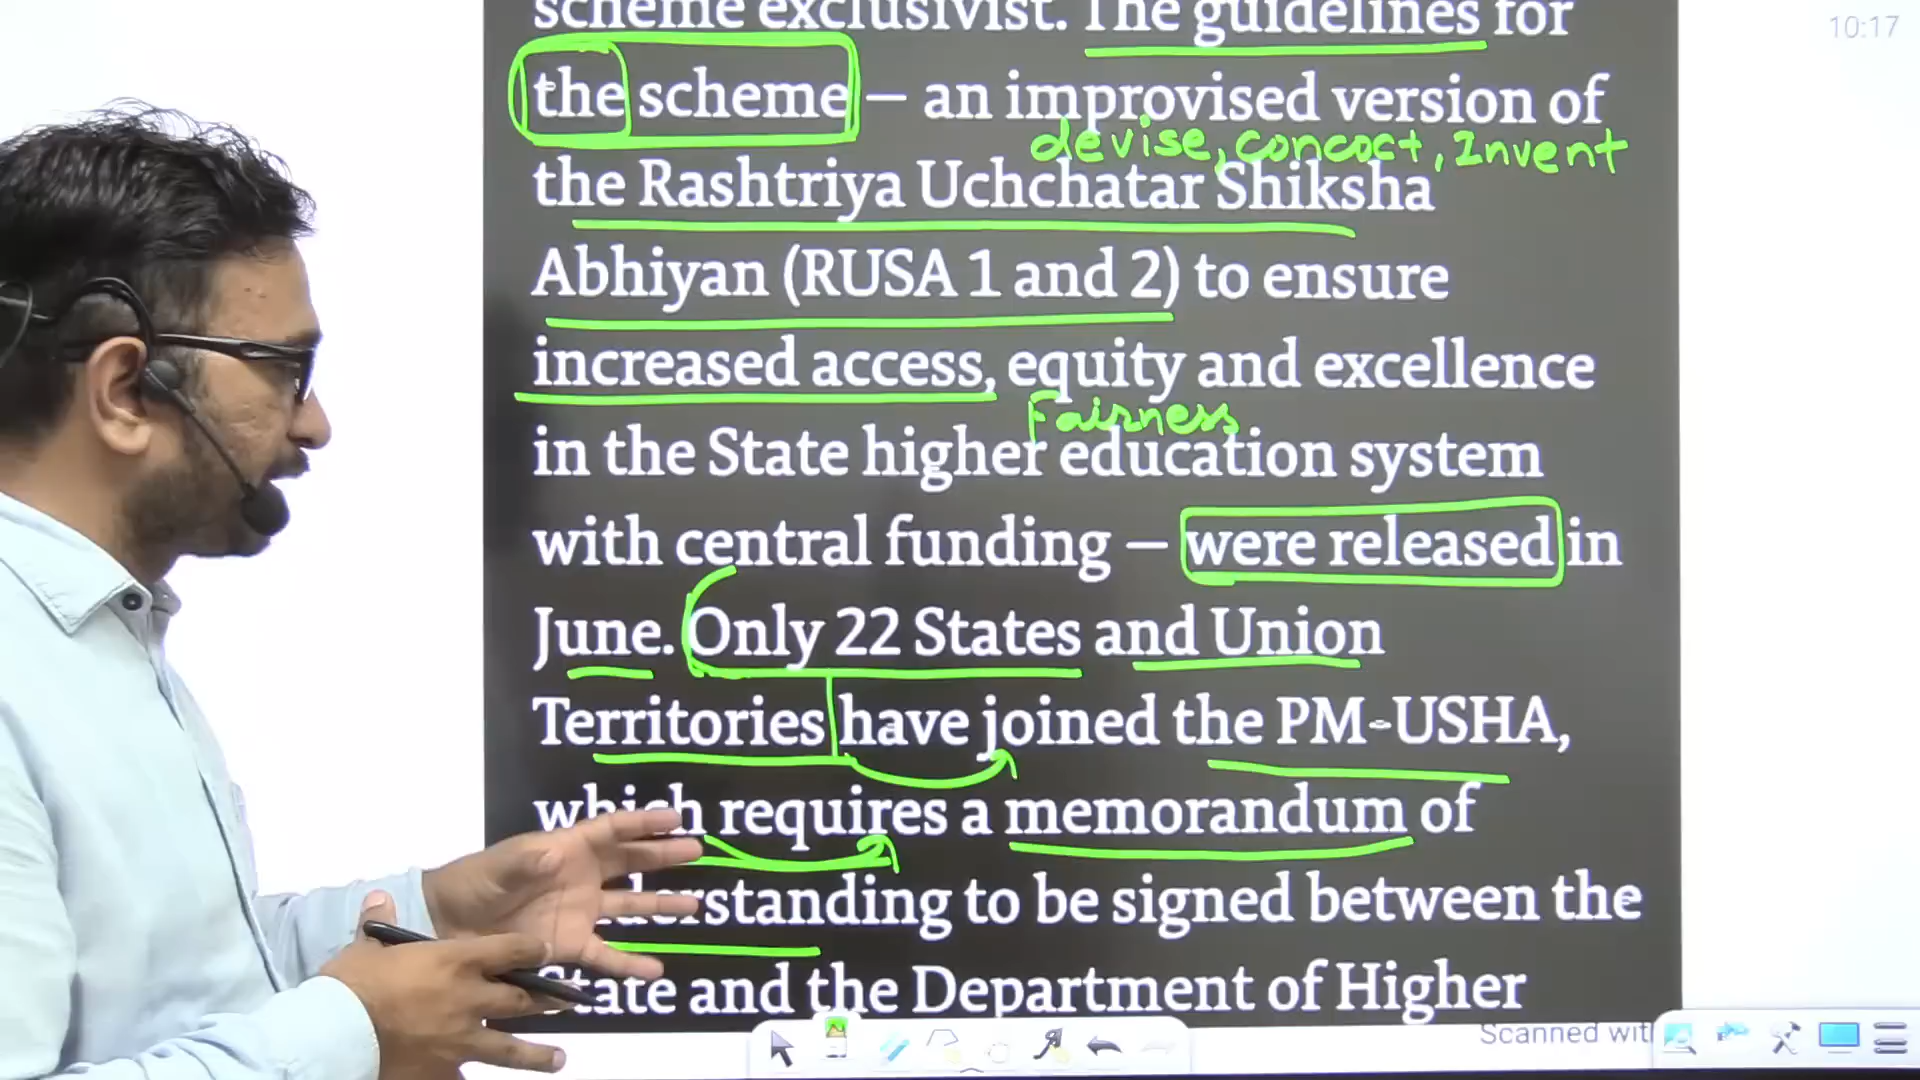 10:17
scheme exclusivist. The guidelines for
the scheme – an improvised version of
devise, concoct, Invent
the Rashtriya Uchchatar Shiksha
Abhiyan (RUSA 1 and 2) to ensure
increased access, equity and excellence
Fairness
in the State higher education system
with central funding – were released in
June. Only 22 States and Union
Territories have joined the PM-USHA,
which requires a memorandum of
to be signed between the
State and the Department of Higher
Scanned